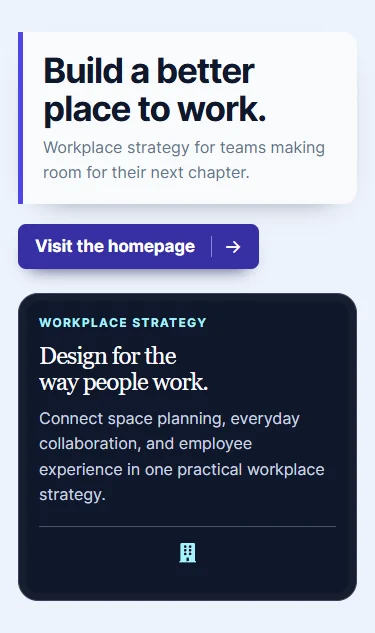 Build a better
place to work.
Workplace strategy for teams making
room for their next chapter.
Visit the homepage
WORKPLACE STRATEGY
Design for the
way people work.
Connect space planning, everyday
collaboration, and employee
experience in one practical workplace
strategy.